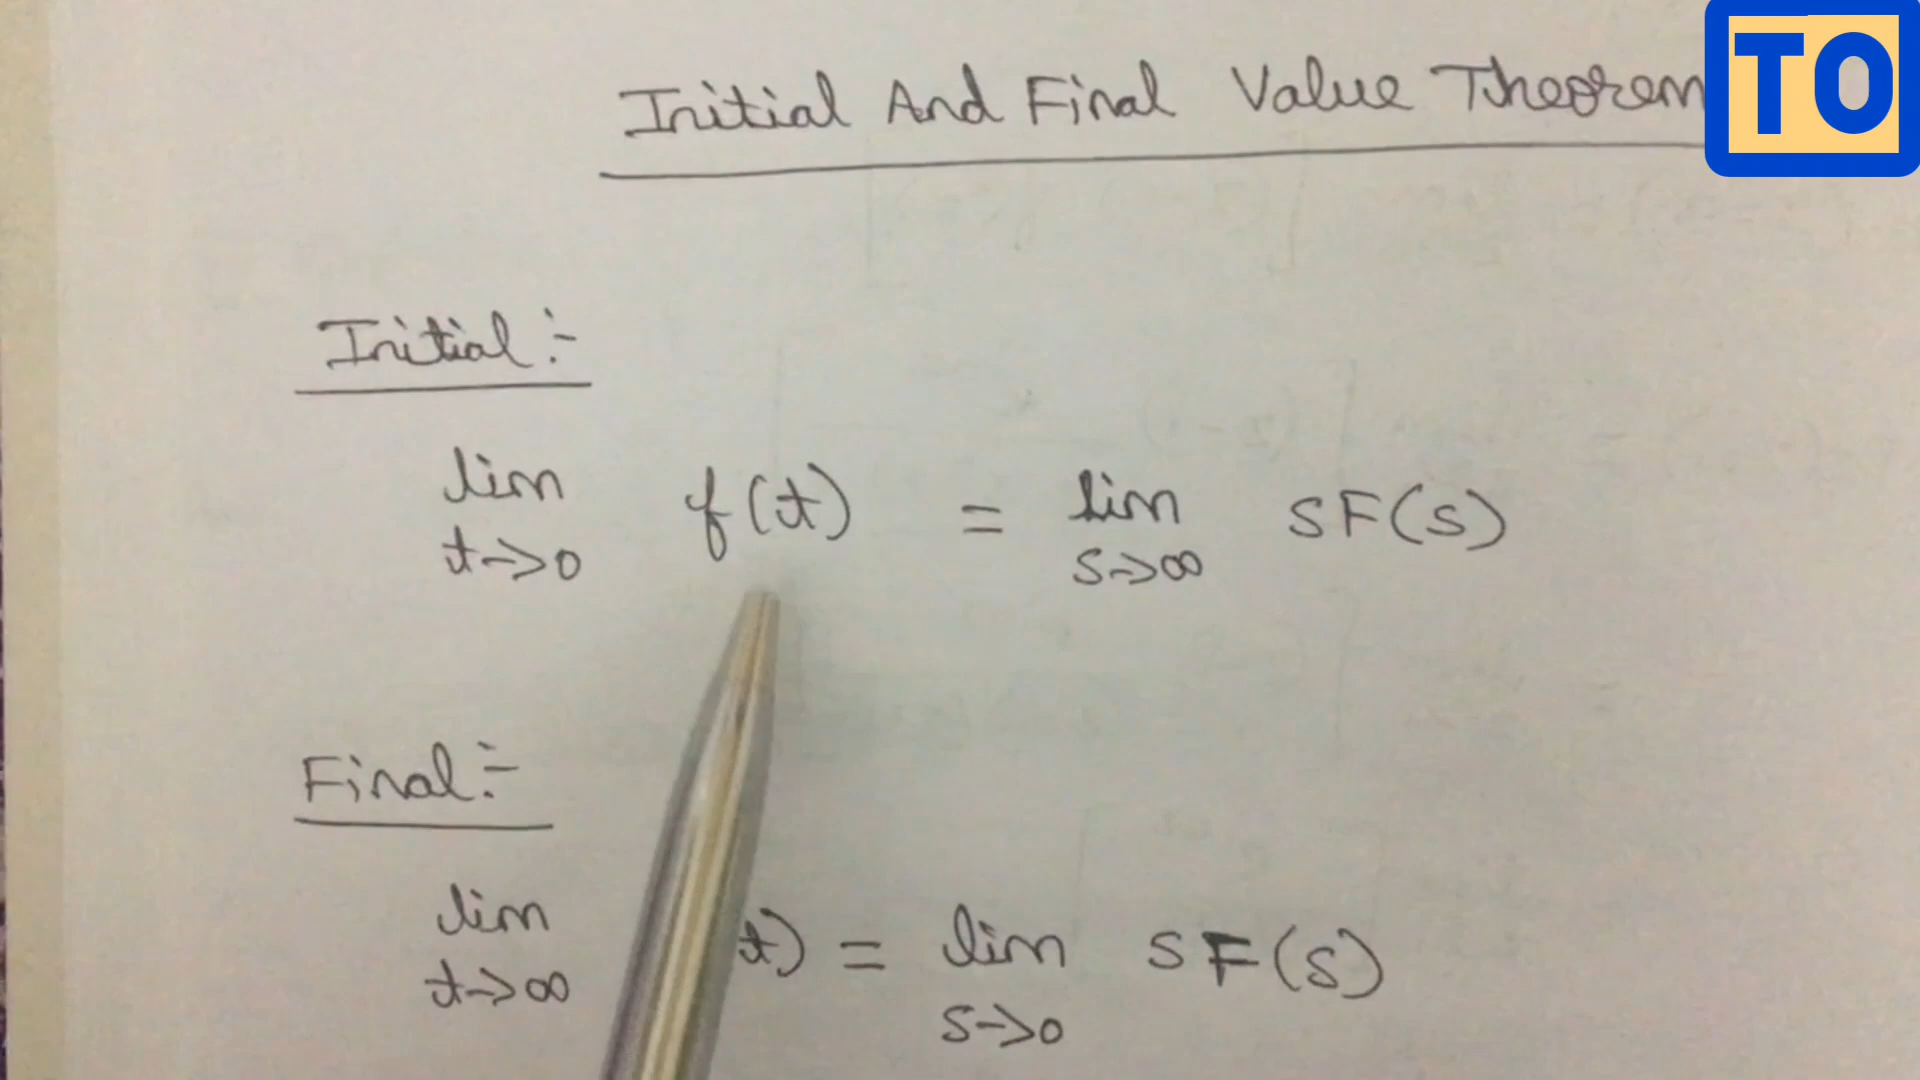 Initial And Final Value Theorem
TO
Initial :-
lim f(t) = lim SF(s)
t->0 s->∞
Final :-
lim t) = lim SF(s)
t->∞ s->0